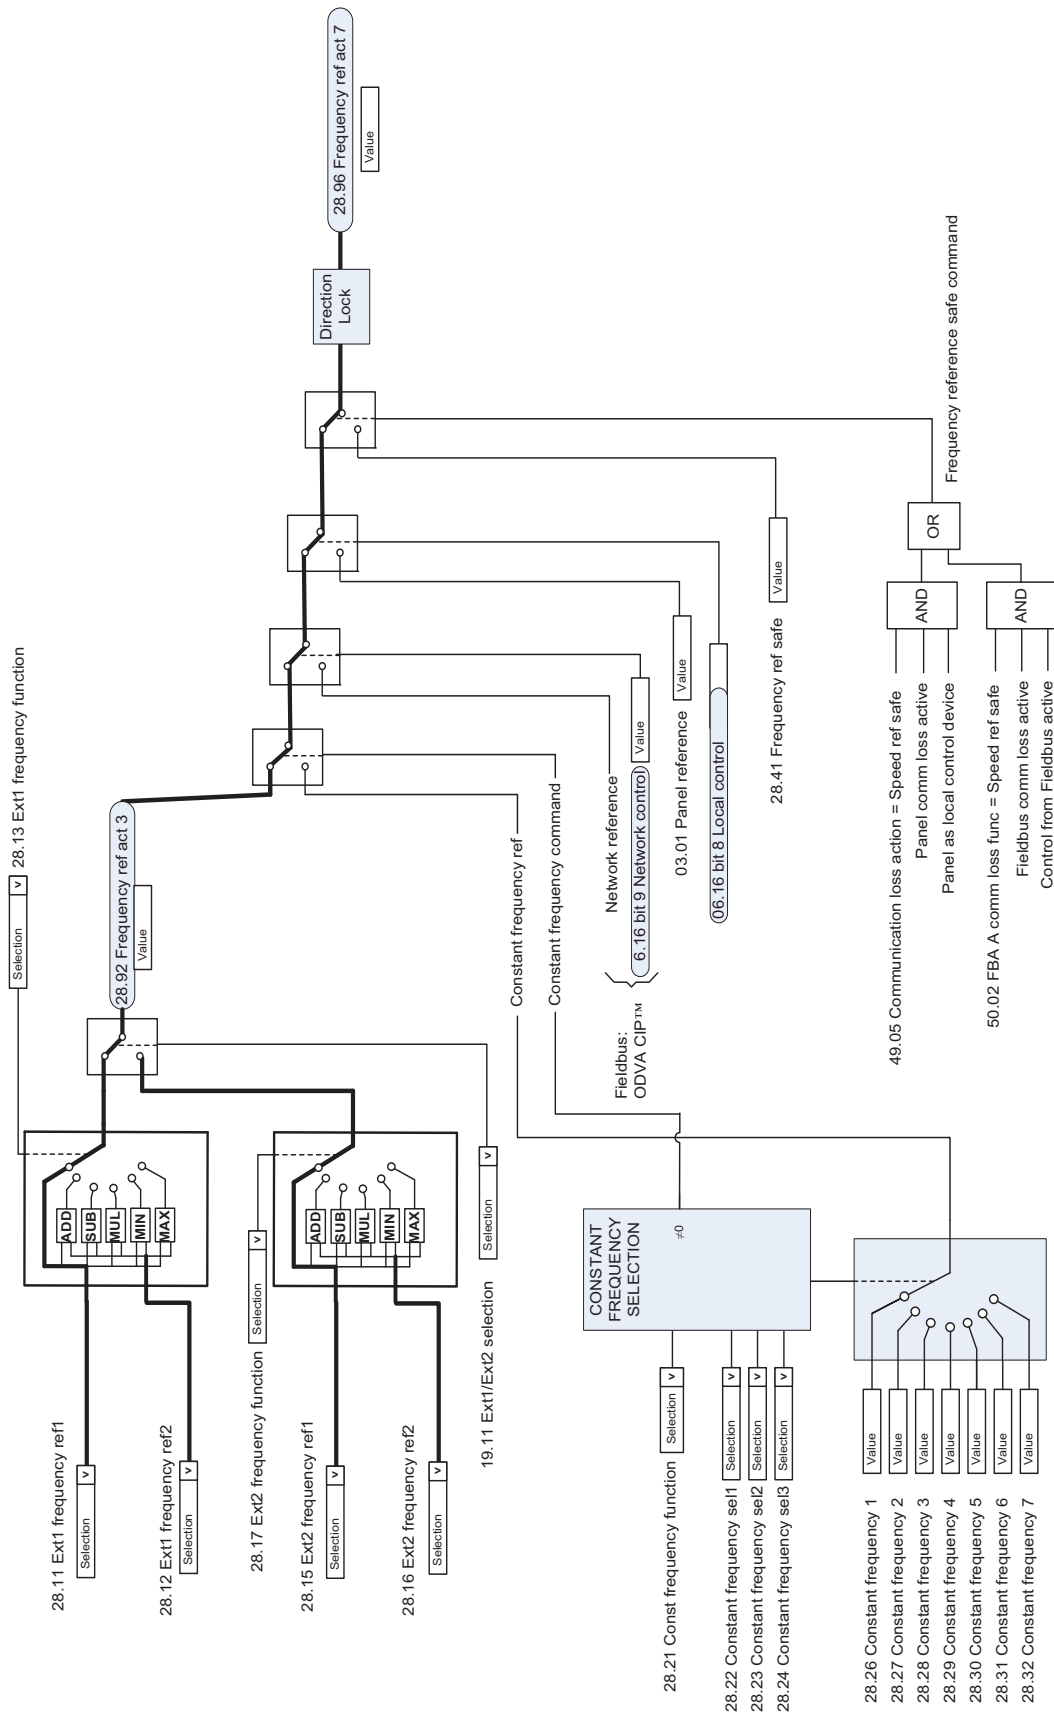 28.11 Ext1 frequency ref1
Selection
v
28.12 Ext1 frequency ref2
Selection
v
ADD
SUB
MUL
MIN
MAX
Selection
v
28.13 Ext1 frequency function
28.17 Ext2 frequency function
Selection
v
28.15 Ext2 frequency ref1
Selection
v
28.16 Ext2 frequency ref2
Selection
v
ADD
SUB
MUL
MIN
MAX
19.11 Ext1/Ext2 selection
Selection
v
28.92 Frequency ref act 3
Value
28.96 Frequency ref act 7
Value
Direction
Lock
Constant frequency ref
Constant frequency command
Network reference
Fieldbus:
ODVA CIP™
6.16 bit 9 Network control
Value
03.01 Panel reference
Value
06.16 bit 8 Local control
28.41 Frequency ref safe
Value
28.21 Const frequency function
Selection
v
28.22 Constant frequency sel1
Selection
v
28.23 Constant frequency sel2
Selection
v
28.24 Constant frequency sel3
Selection
v
CONSTANT
FREQUENCY
SELECTION
≠0
28.26 Constant frequency 1
Value
28.27 Constant frequency 2
Value
28.28 Constant frequency 3
Value
28.29 Constant frequency 4
Value
28.30 Constant frequency 5
Value
28.31 Constant frequency 6
Value
28.32 Constant frequency 7
Value
49.05 Communication loss action = Speed ref safe
Panel comm loss active
Panel as local control device
AND
50.02 FBA A comm loss func = Speed ref safe
Fieldbus comm loss active
Control from Fieldbus active
AND
OR
Frequency reference safe command